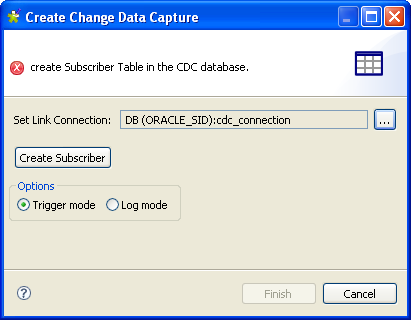 Create Change Data Capture
create Subscriber Table in the CDC database.
Set Link Connection: DB (ORACLE_SID):cdc_connection ...
Create Subscriber
Options
Trigger mode Log mode
? Finish Cancel